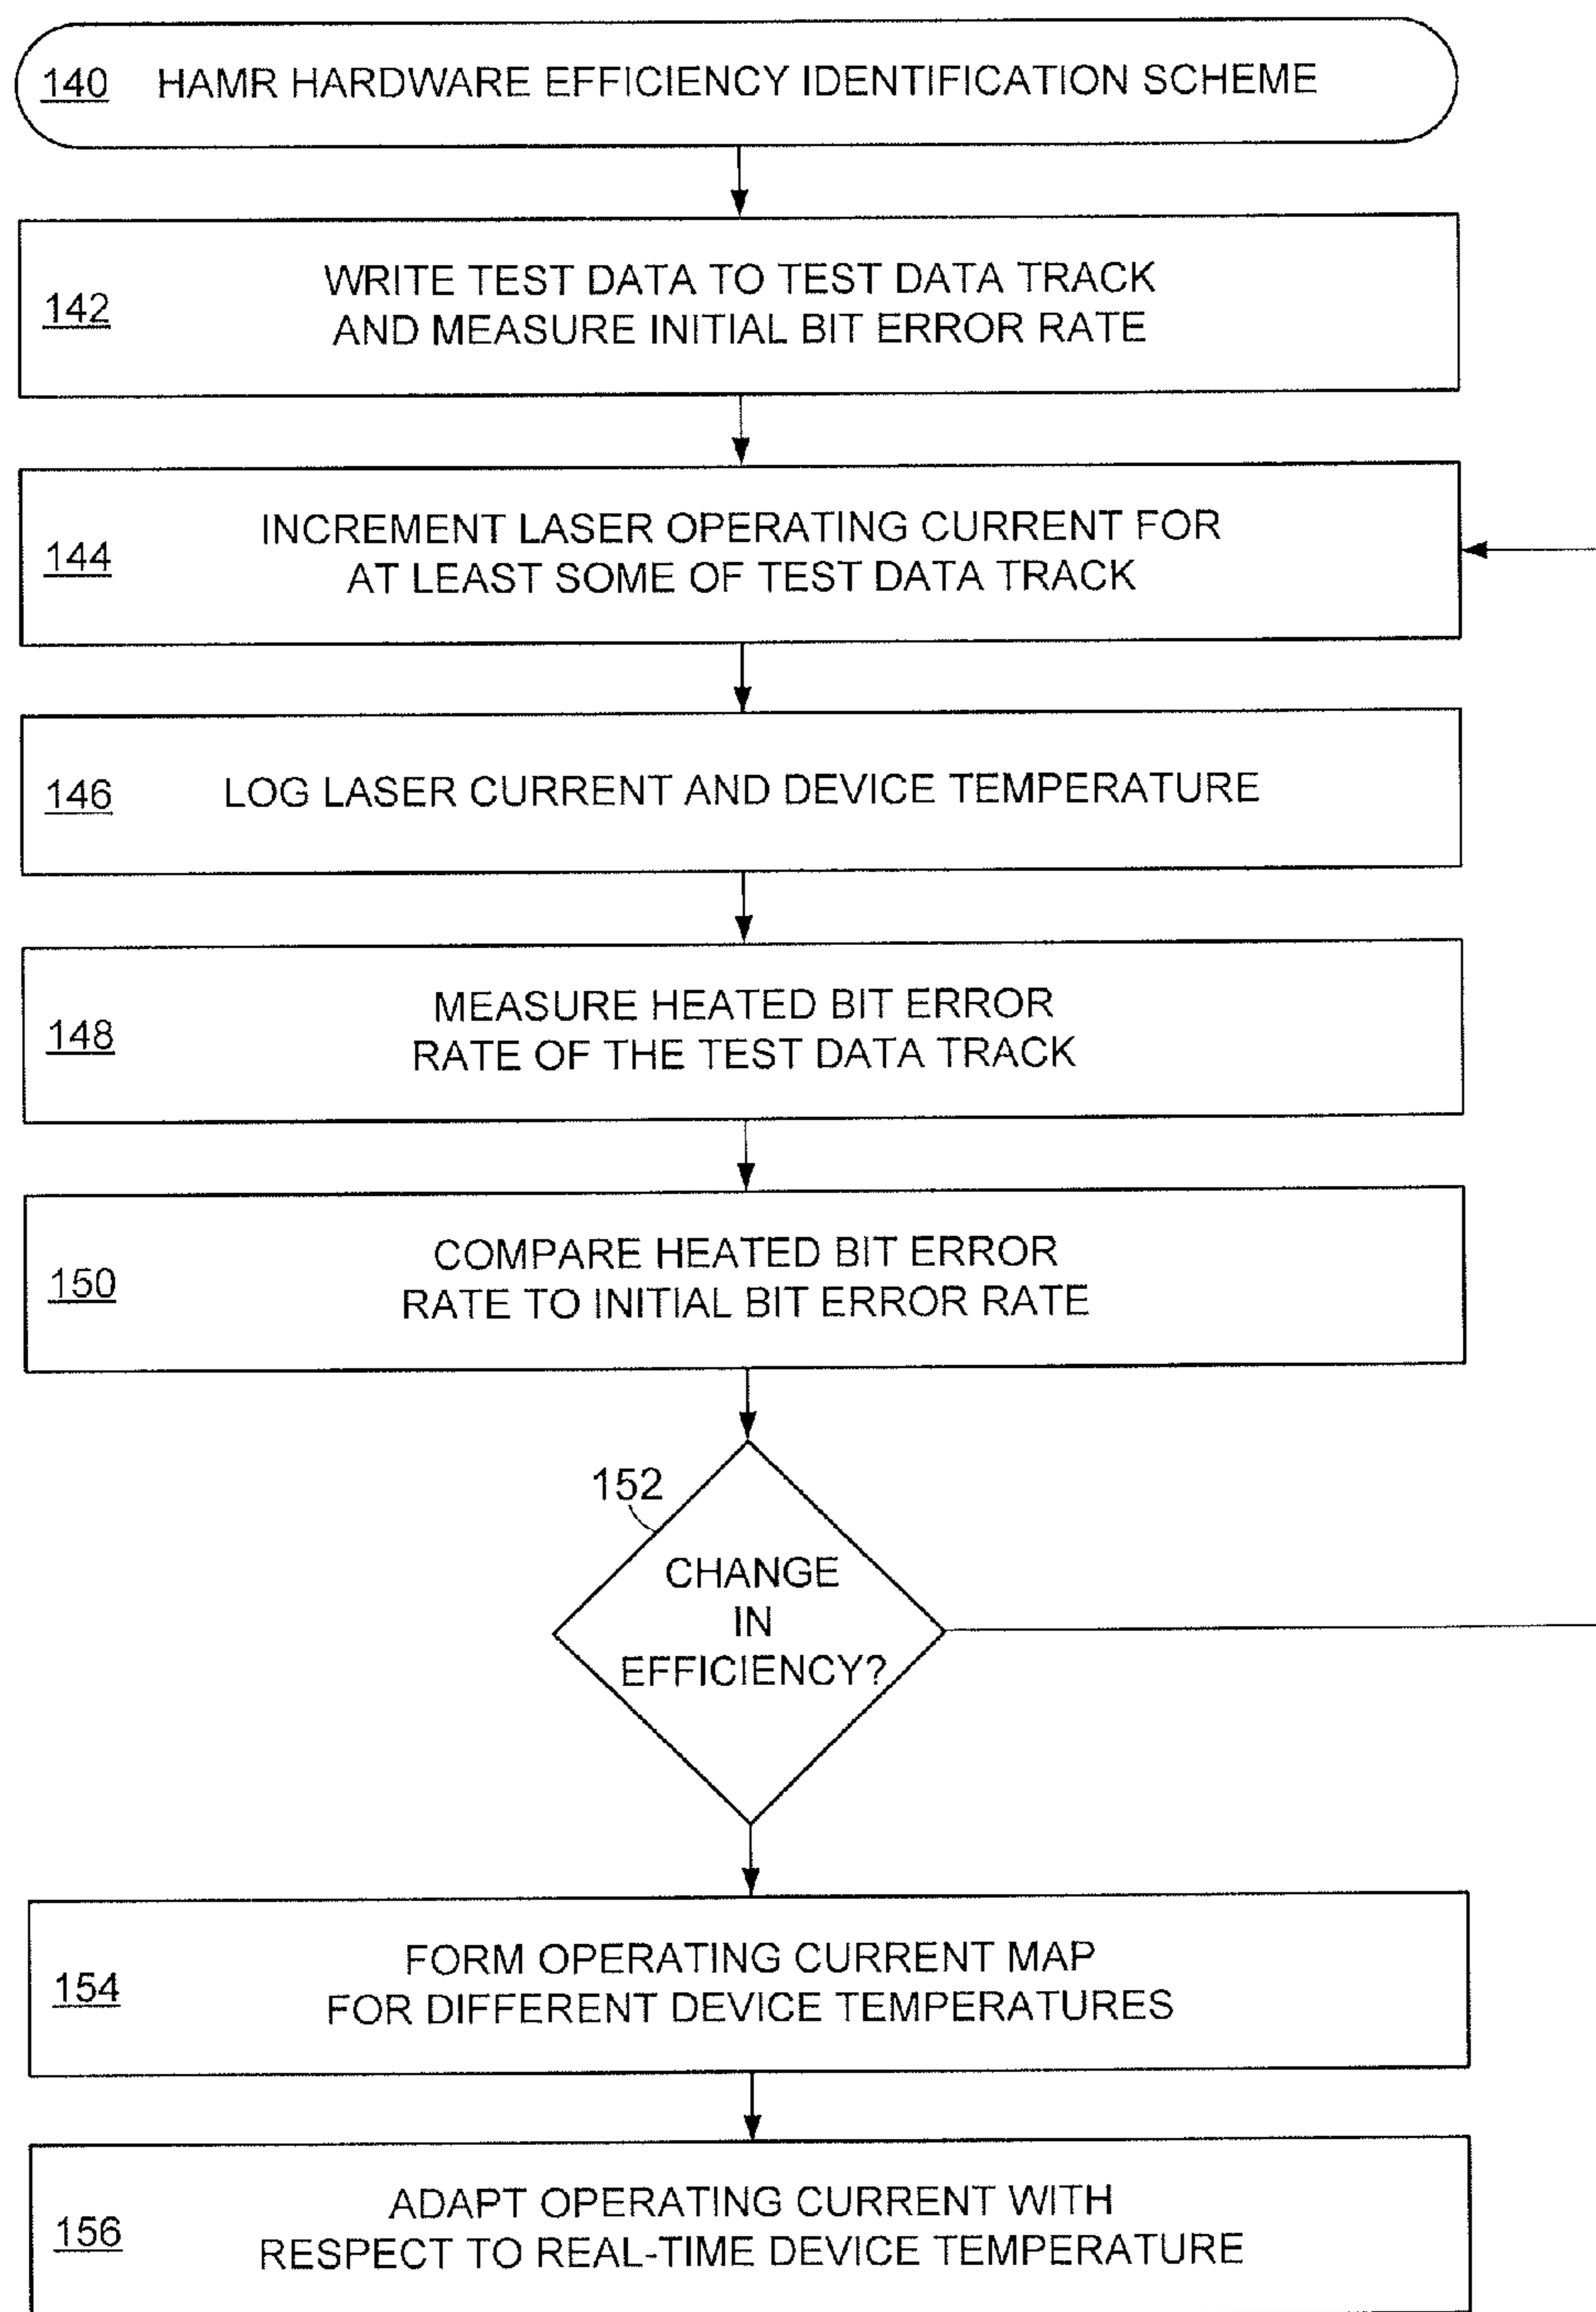 140 HAMR HARDWARE EFFICIENCY IDENTIFICATION SCHEME
142
WRITE TEST DATA TO TEST DATA TRACK
AND MEASURE INITIAL BIT ERROR RATE
144
INCREMENT LASER OPERATING CURRENT FOR
AT LEAST SOME OF TEST DATA TRACK
146 LOG LASER CURRENT AND DEVICE TEMPERATURE
148
MEASURE HEATED BIT ERROR
RATE OF THE TEST DATA TRACK
150
COMPARE HEATED BIT ERROR
RATE TO INITIAL BIT ERROR RATE
152
CHANGE
IN
EFFICIENCY?
154
FORM OPERATING CURRENT MAP
FOR DIFFERENT DEVICE TEMPERATURES
156
ADAPT OPERATING CURRENT WITH
RESPECT TO REAL-TIME DEVICE TEMPERATURE